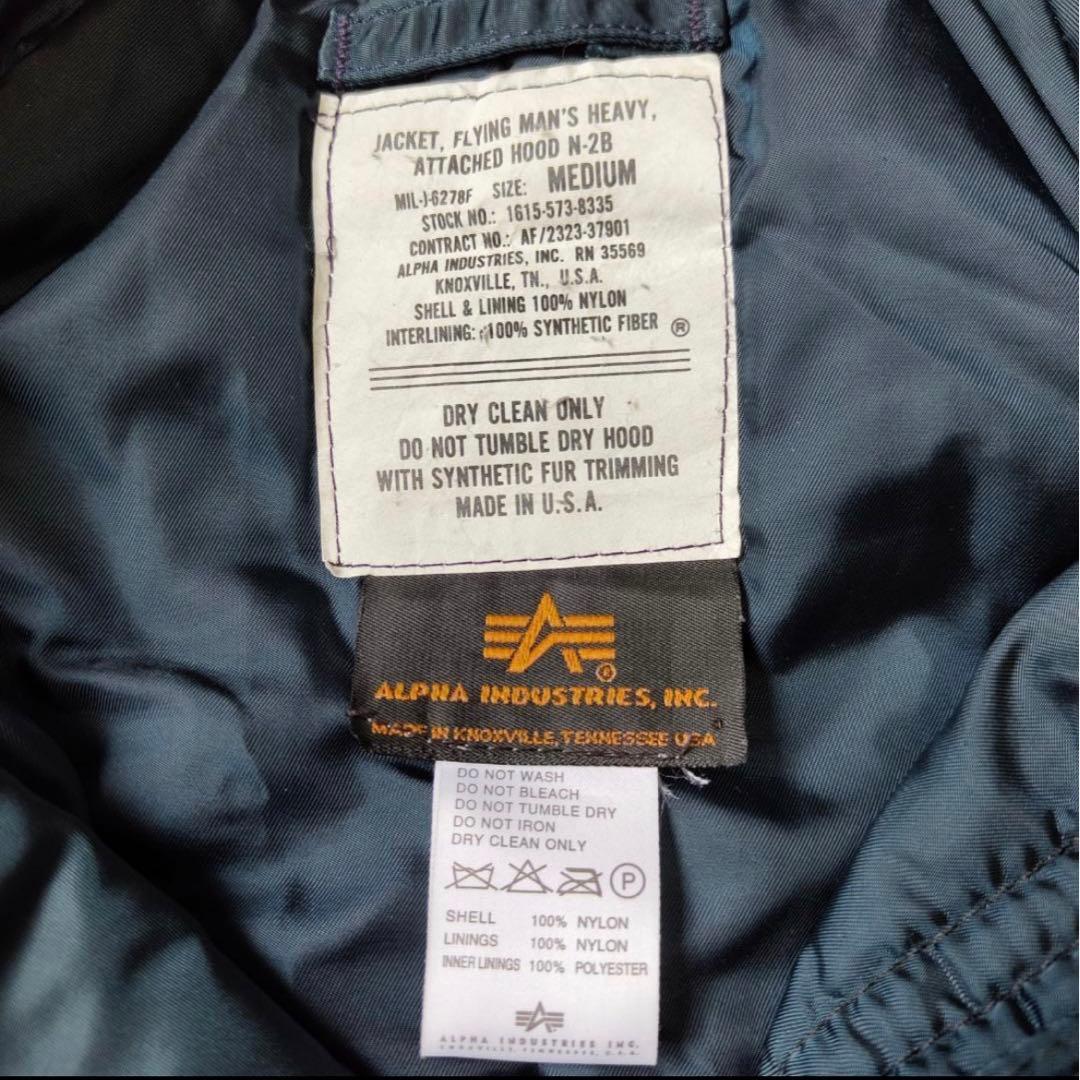 JACKET, FLYING MAN'S HEAVY,
ATTACHED HOOD N-2B
MIL-J-6278F SIZE: MEDIUM
STOCK NO.: 1615-573-8335
CONTRACT NO.: AF/2323-37901
ALPHA INDUSTRIES, INC. RN 35569
KNOXVILLE, TN., U.S.A.
SHELL & LINING 100% NYLON
INTERLINING: 100% SYNTHETIC FIBER ®
DRY CLEAN ONLY
DO NOT TUMBLE DRY HOOD
WITH SYNTHETIC FUR TRIMMING
MADE IN U.S.A.
®
ALPHA INDUSTRIES, INC.
MADE IN KNOXVILLE, TENNESSEE USA
DO NOT WASH
DO NOT BLEACH
DO NOT TUMBLE DRY
DO NOT IRON
DRY CLEAN ONLY
P
SHELL 100% NYLON
LININGS 100% NYLON
INNER LININGS 100% POLYESTER
ALPHA INDUSTRIES INC.
KNOXVILLE, TENNESSEE, U.S.A.